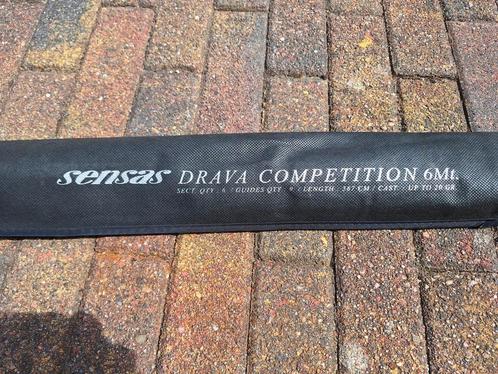 sensas DRAVA COMPETITION 6Mt.
SECT. QTY : 6 / GUIDES QTY : 9 / LENGTH : 587 CM / CAST : UP TO 20 GR.